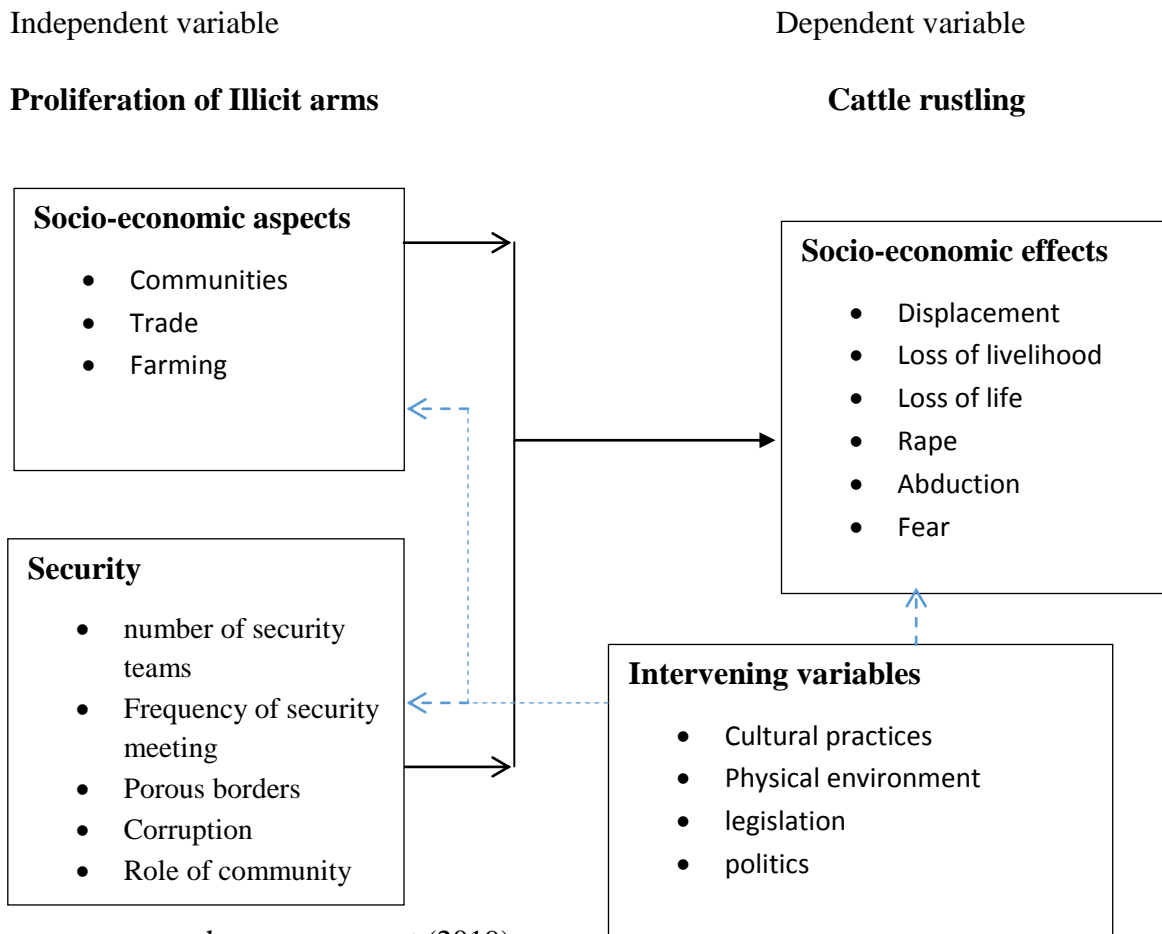 Independent variable
Dependent variable
Proliferation of Illicit arms
Cattle rustling
Socio-economic aspects
• Communities
• Trade
• Farming
Socio-economic effects
• Displacement
• Loss of livelihood
• Loss of life
• Rape
• Abduction
• Fear
Security
• number of security
teams
• Frequency of security
meeting
• Porous borders
• Corruption
• Role of community
Intervening variables
• Cultural practices
• Physical environment
• legislation
• politics
(2019)